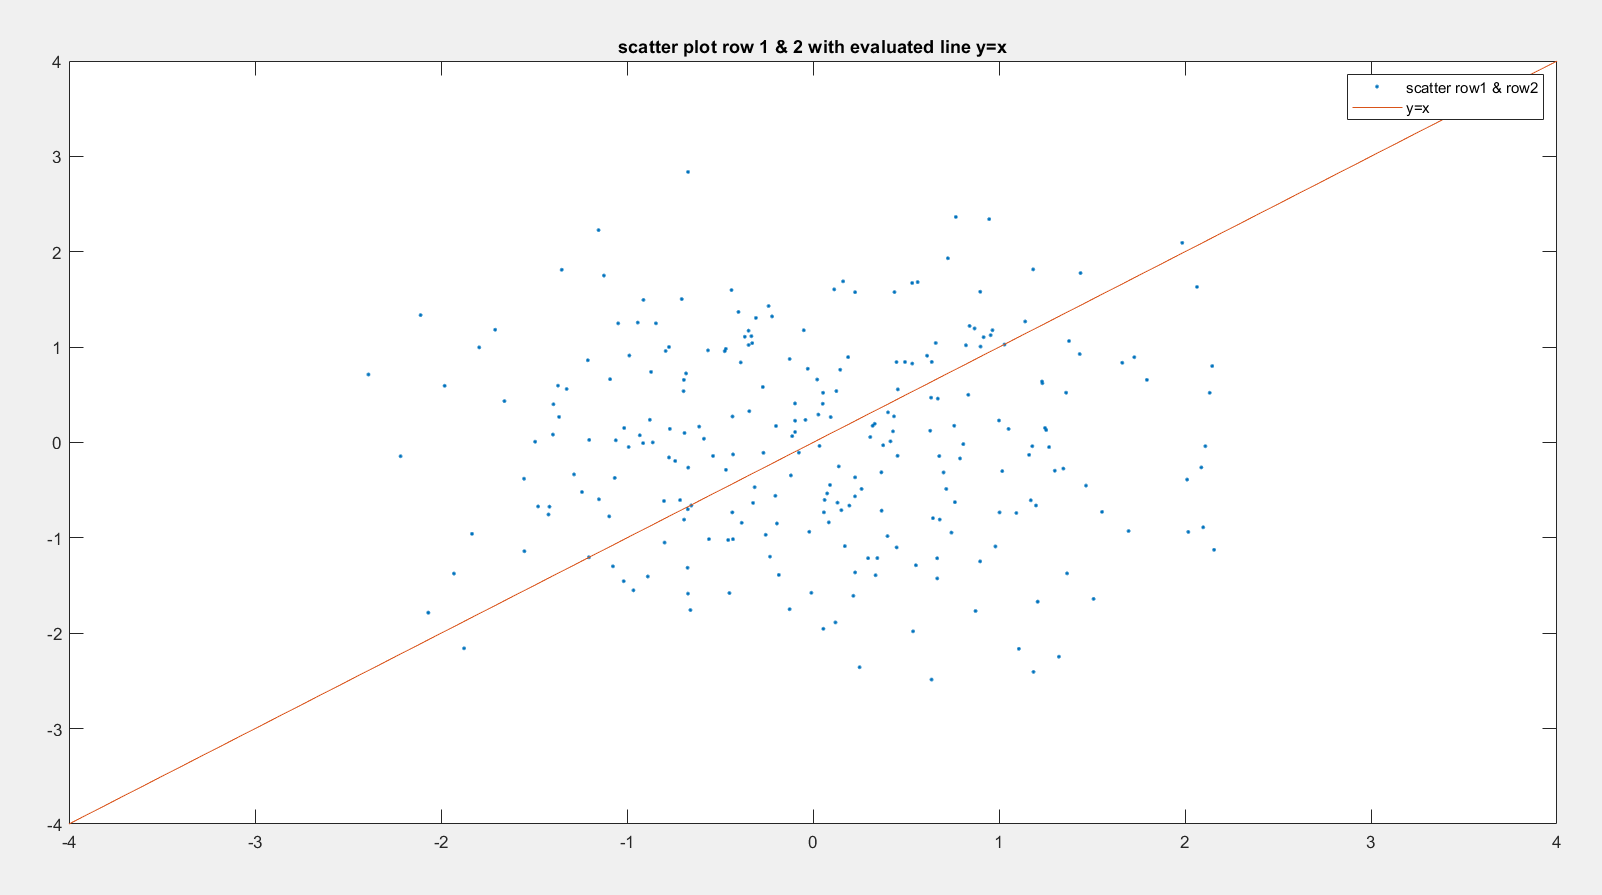 scatter plot row 1 & 2 with evaluated line y=x
scatter row1 & row2
y=x
4
3
2
1
0
-1
-2
-3
-4
-4 -3 -2 -1 0 1 2 3 4